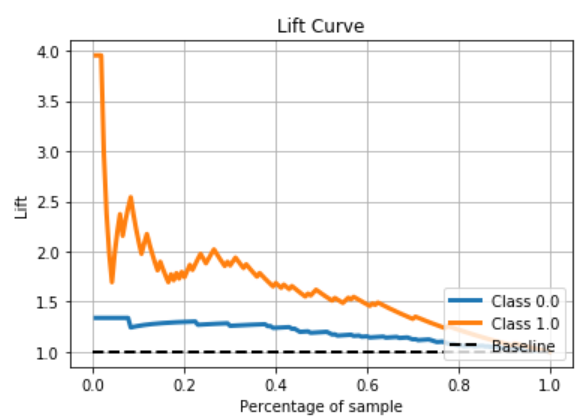 Lift Curve
4.0
3.5
3.0
2.5
2.0
1.5
1.0
Lift
Class 0.0
Class 1.0
Baseline
0.0 0.2 0.4 0.6 0.8 1.0
Percentage of sample